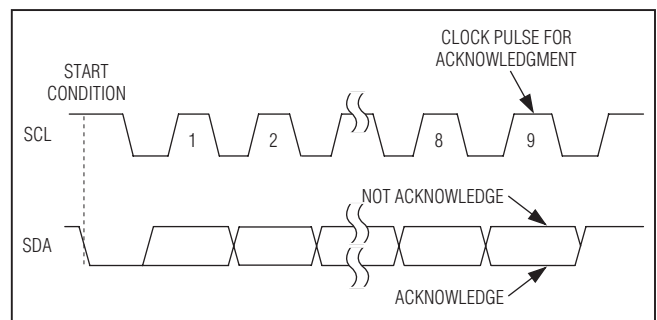 CLOCK PULSE FOR
ACKNOWLEDGMENT
START
CONDITION
SCL
1
2
8
9
NOT ACKNOWLEDGE
SDA
ACKNOWLEDGE